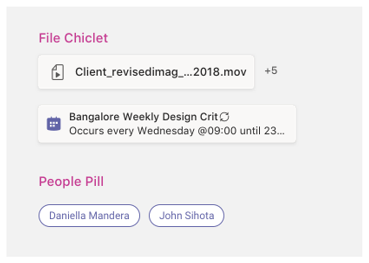 File Chiclet
Client_revisedimag_...2018.mov +5
Bangalore Weekly Design Crit
Occurs every Wednesday @09:00 until 23...
People Pill
Daniella Mandera John Sihota